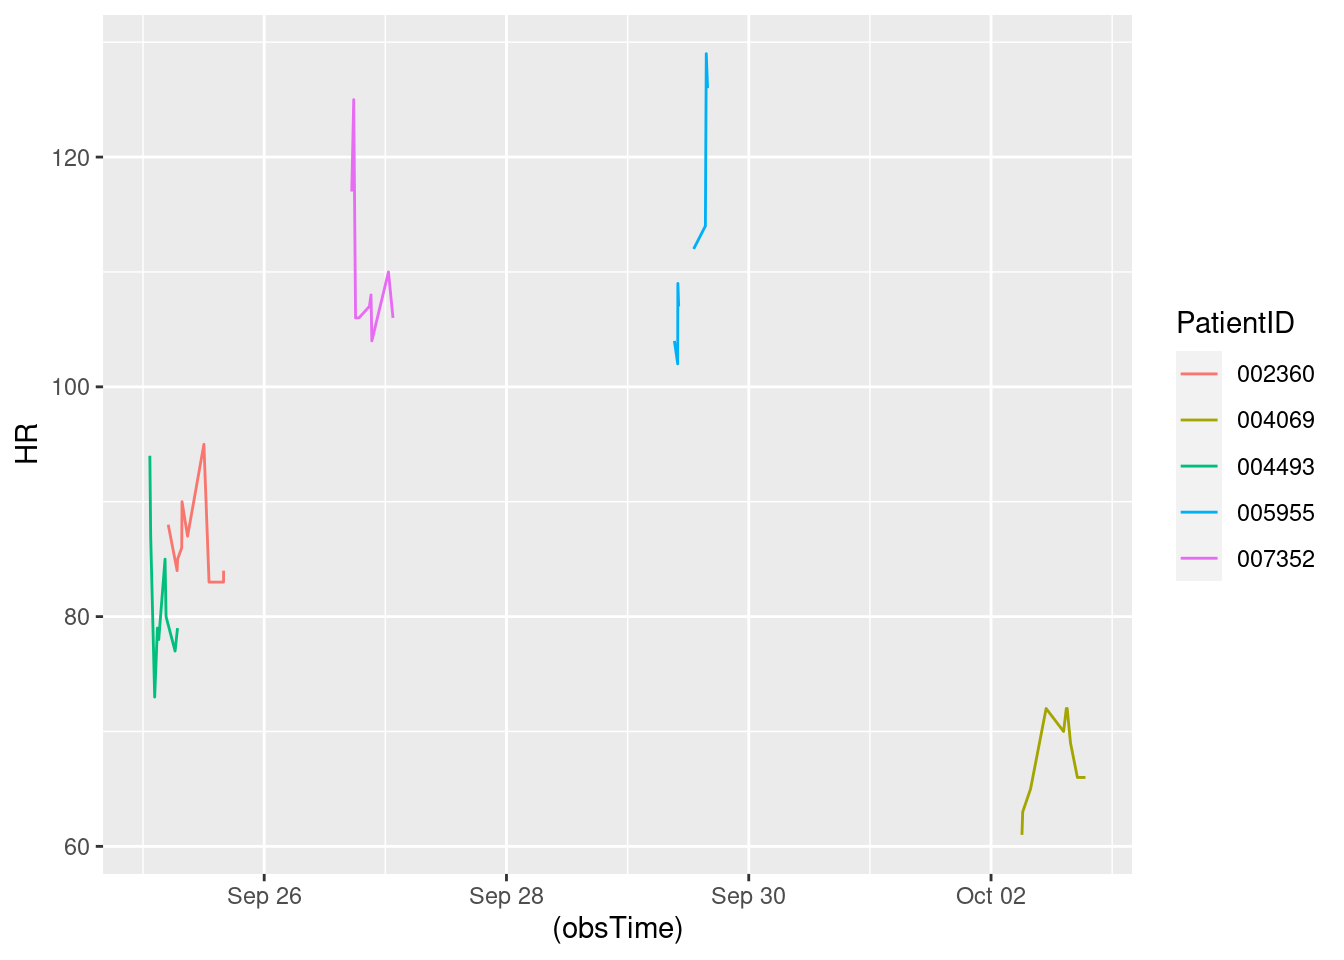 HR
120
100
80
60
Sep 26
Sep 28
Sep 30
Oct 02
(obsTime)
PatientID
002360
004069
004493
005955
007352